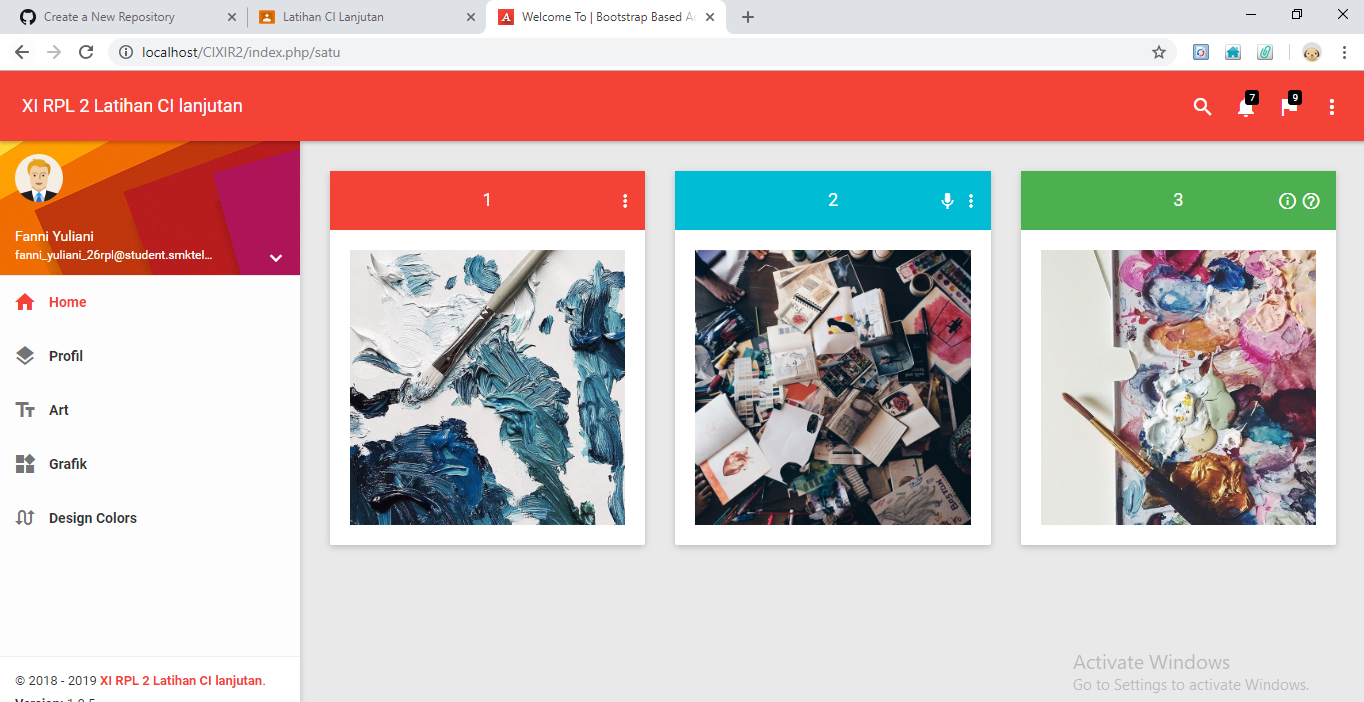 Create a New Repository
Latihan CI Lanjutan
Welcome To | Bootstrap Based Ad
localhost/CIXIR2/index.php/satu
XI RPL 2 Latihan CI lanjutan
7
9
Fanni Yuliani
fanni_yuliani_26rpl@student.smktel...
Home
Profil
Art
Grafik
Design Colors
1
2
3
Activate Windows
Go to Settings to activate Windows.
© 2018 - 2019 XI RPL 2 Latihan CI lanjutan.